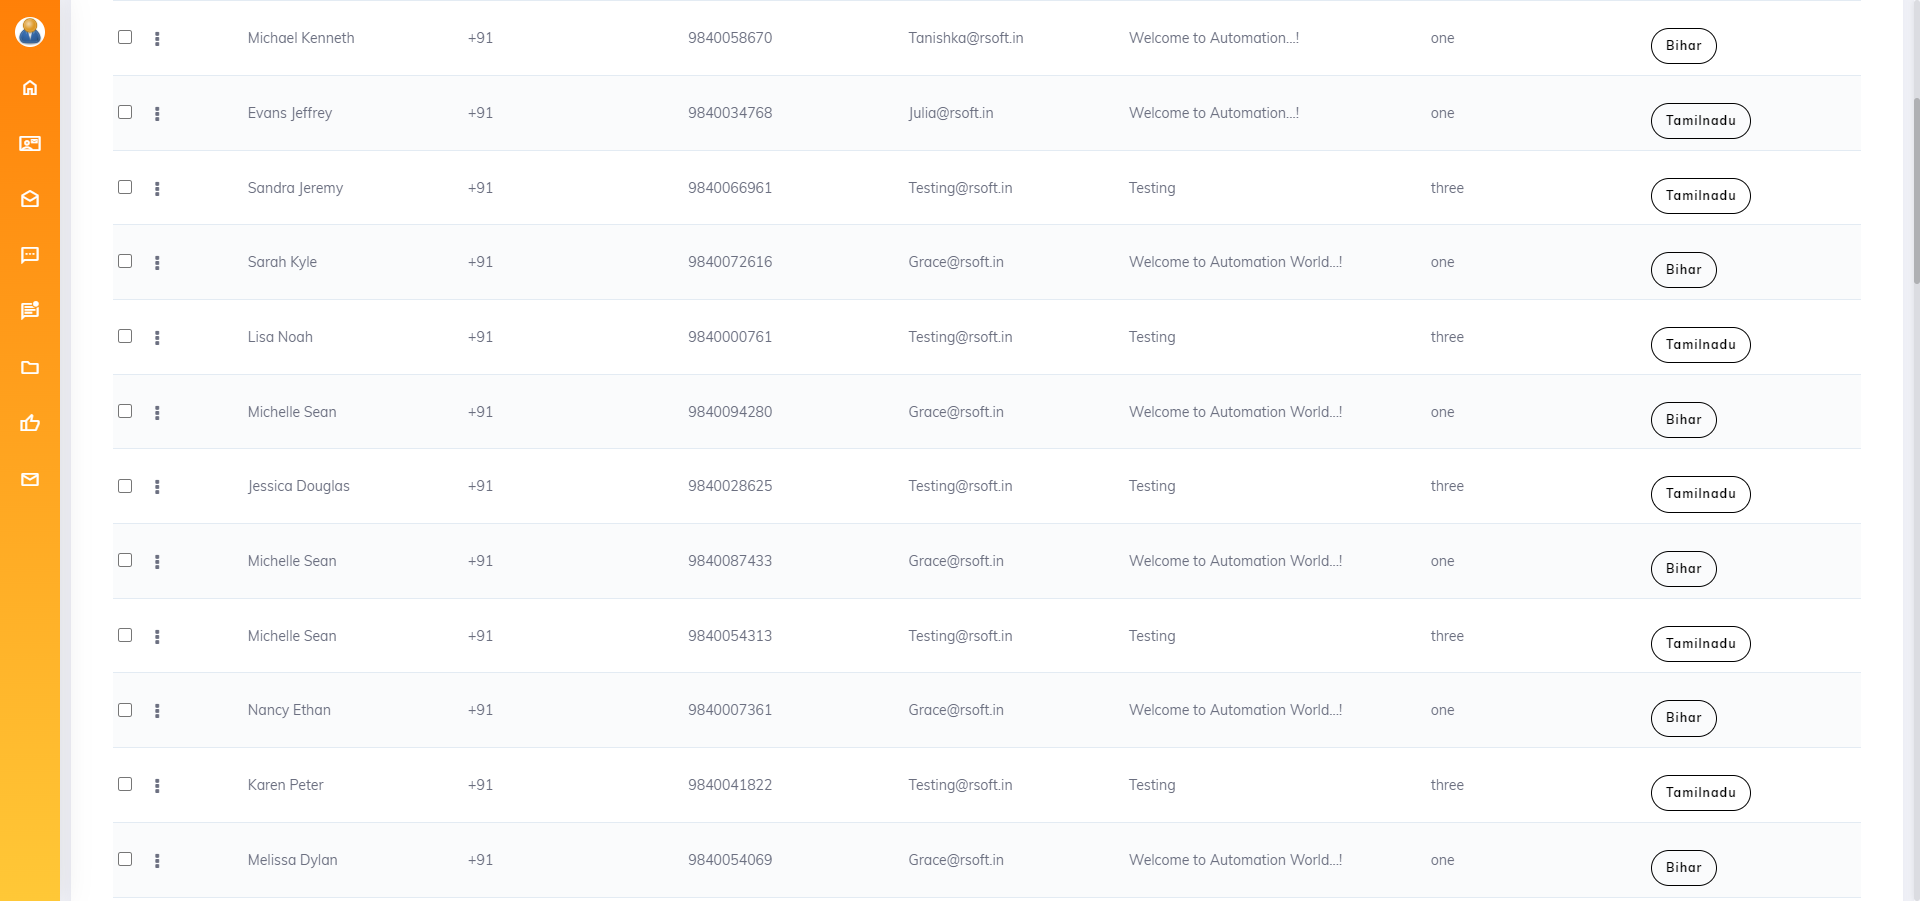 Michael Kenneth +91 9840058670 Tanishka@rsoft.in Welcome to Automation...! one Bihar
Evans Jeffrey +91 9840034768 Julia@rsoft.in Welcome to Automation...! one Tamilnadu
Sandra Jeremy +91 9840066961 Testing@rsoft.in Testing three Tamilnadu
Sarah Kyle +91 9840072616 Grace@rsoft.in Welcome to Automation World...! one Bihar
Lisa Noah +91 9840000761 Testing@rsoft.in Testing three Tamilnadu
Michelle Sean +91 9840094280 Grace@rsoft.in Welcome to Automation World...! one Bihar
Jessica Douglas +91 9840028625 Testing@rsoft.in Testing three Tamilnadu
Michelle Sean +91 9840087433 Grace@rsoft.in Welcome to Automation World...! one Bihar
Michelle Sean +91 9840054313 Testing@rsoft.in Testing three Tamilnadu
Nancy Ethan +91 9840007361 Grace@rsoft.in Welcome to Automation World...! one Bihar
Karen Peter +91 9840041822 Testing@rsoft.in Testing three Tamilnadu
Melissa Dylan +91 9840054069 Grace@rsoft.in Welcome to Automation World...! one Bihar